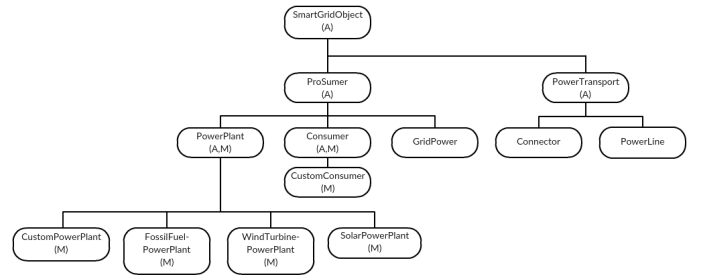 SmartGridObject
(A)
ProSumer
(A)
PowerTransport
(A)
PowerPlant
(A,M)
Consumer
(A,M)
GridPower
Connector
PowerLine
CustomConsumer
(M)
CustomPowerPlant
(M)
FossilFuel-
PowerPlant
(M)
WindTurbine-
PowerPlant
(M)
SolarPowerPlant
(M)